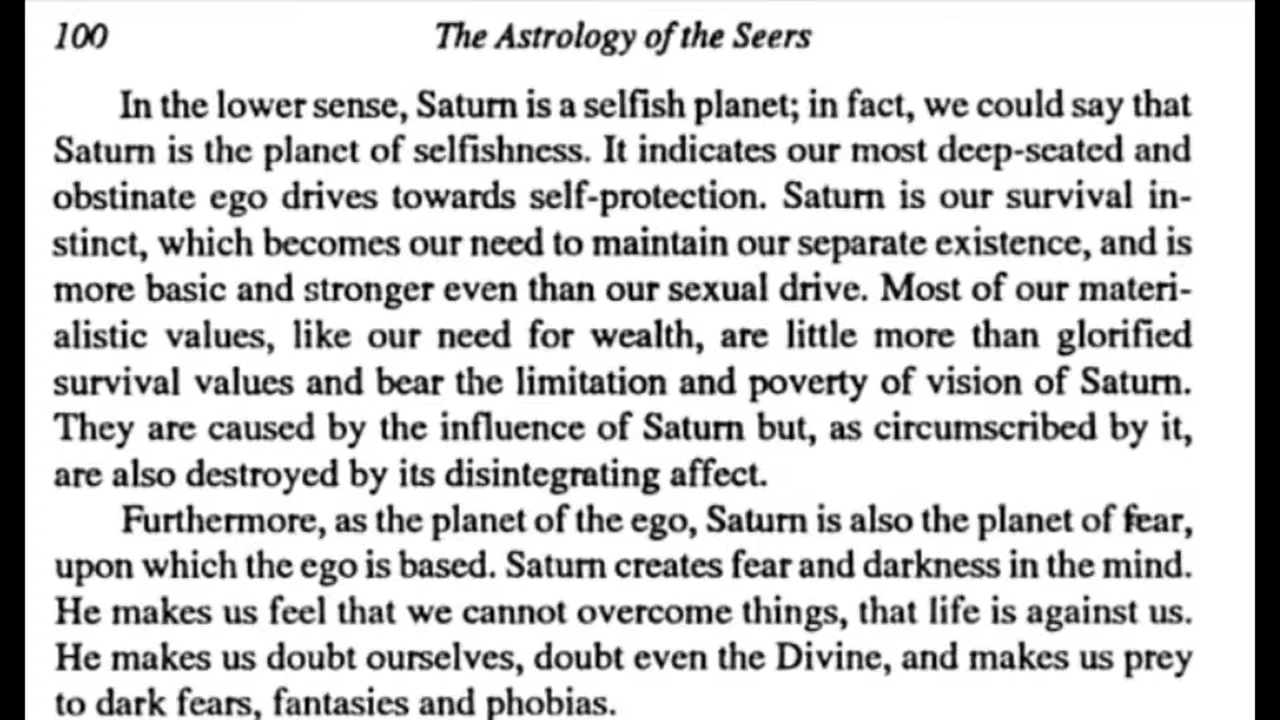 100
The Astrology of the Seers
In the lower sense, Saturn is a selfish planet; in fact, we could say that
Saturn is the planet of selfishness. It indicates our most deep-seated and
obstinate ego drives towards self-protection. Saturn is our survival in-
stinct, which becomes our need to maintain our separate existence, and is
more basic and stronger even than our sexual drive. Most of our materi-
alistic values, like our need for wealth, are little more than glorified
survival values and bear the limitation and poverty of vision of Saturn.
They are caused by the influence of Saturn but, as circumscribed by it,
are also destroyed by its disintegrating affect.
Furthermore, as the planet of the ego, Saturn is also the planet of fear,
upon which the ego is based. Saturn creates fear and darkness in the mind.
He makes us feel that we cannot overcome things, that life is against us.
He makes us doubt ourselves, doubt even the Divine, and makes us prey
to dark fears, fantasies and phobias.